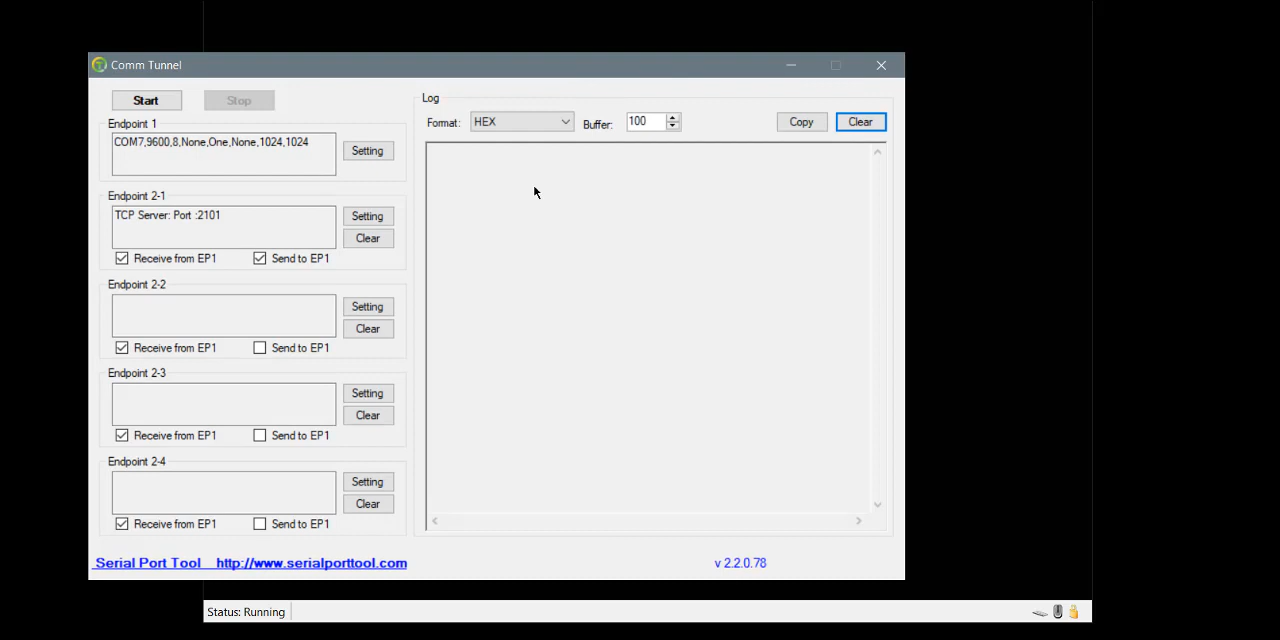 Comm Tunnel
Start Stop
Endpoint 1
COM7,9600,8,None,One,None,1024,1024
Setting
Endpoint 2-1
TCP Server: Port :2101
Setting
Clear
Receive from EP1 Send to EP1
Endpoint 2-2
Setting
Clear
Receive from EP1 Send to EP1
Endpoint 2-3
Setting
Clear
Receive from EP1 Send to EP1
Endpoint 2-4
Setting
Clear
Receive from EP1 Send to EP1
Log
Format: HEX Buffer: 100 Copy Clear
Serial Port Tool http://www.serialporttool.com
v 2.2.0.78
Status: Running